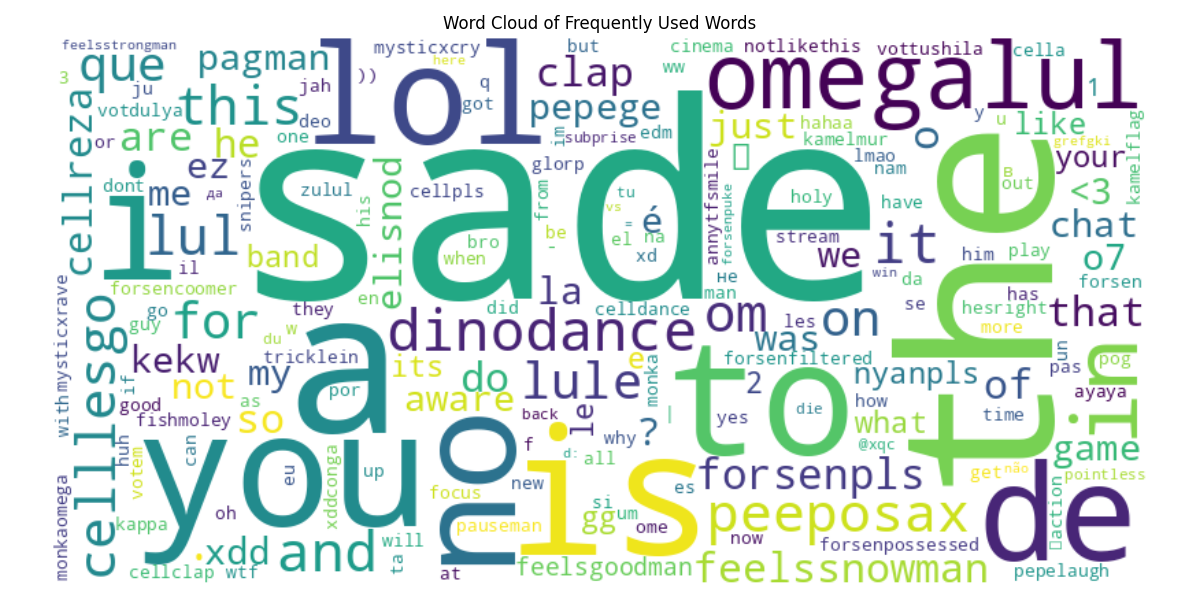 Word Cloud of Frequently Used Words
feelsstrongman
mysticxcry
but
cinema
notlikethis
vottushila
cella
que
pagman
lol
here
clap
ww
omegalul
3
ju
jah
))
q
1
votdulya
this
deo
got
pepege
just
hahaa
y
u
like
or
are
he
one
im
subprise
edm
kamelmur
grefgki
cellreza
ez
glorp
lmao
nam
o
your
kamelflag
dont
me
да
snipers
i
sade
zulul
his
elisnod
cellpls
from
tu
vs
=
é
annytfsmile
forsenpuke
holy
have
the
в
out
<3
lul
il
band
bro
when
be
-
el
na
xd
stream
we
it
him
play
chat
o7
не
win
da
forsencoomer
en
la
man
se
has
hesright
forsen
withmysticxrave
go
guy
for
they
did
celldance
om
les
on
more
that
cellllesgo
kekw
du
w
a
dinodance
was
un
pas
pog
in
if
not
my
tricklein
por
its
do
lule
e
monka
forsenfiltered
to
2
nyanpls
of
ayaya
good
as
so
aware
back
le
|
yes
die
how
time
fishmoley
you
no
f
is
why
?
what
@xqc
game
huh
votem
can
eu
xddconga
up
d:
all
forsenpls
get
não
pointless
monkaomega
kappa
oh
focus
new
si
es
de
pauseman
gg
um
ome
peeposax
now
action
.
xdd
and
will
ta
at
feelsgoodman
feelssnowman
forsenpossessed
cellclap
wtf
pepelaugh